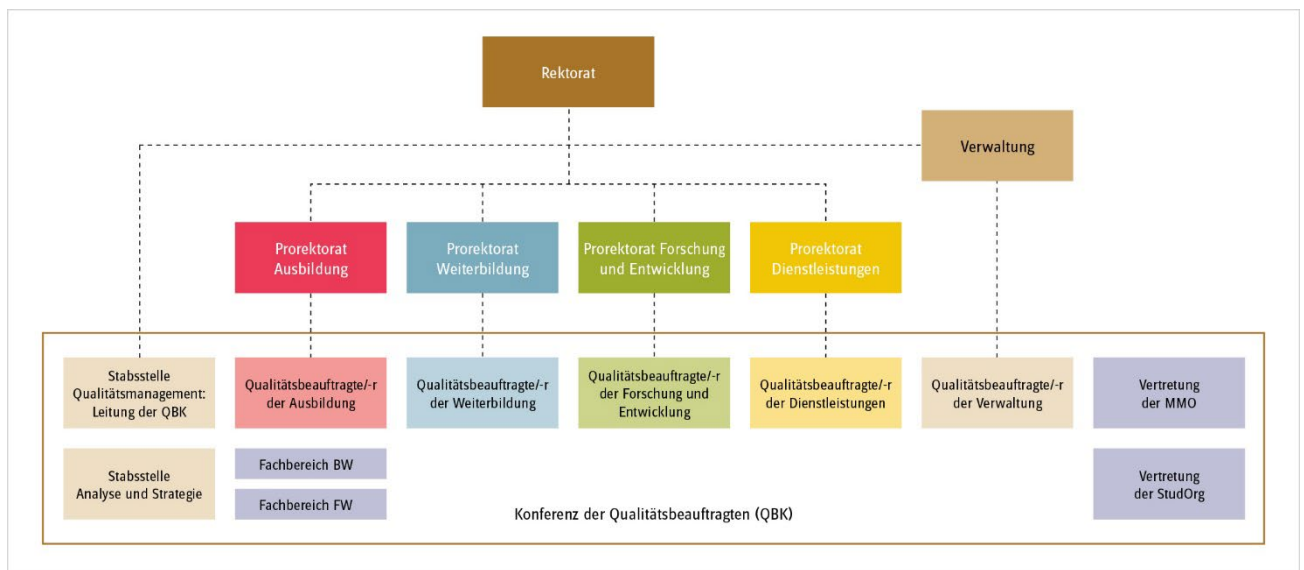 Rektorat
Verwaltung
Prorektorat
Ausbildung
Prorektorat
Weiterbildung
Prorektorat Forschung
und Entwicklung
Prorektorat
Dienstleistungen
Stabsstelle
Qualitätsmanagement:
Leitung der QBK
Qualitätsbeauftragte/-r
der Ausbildung
Qualitätsbeauftragte/-r
der Weiterbildung
Qualitätsbeauftragte/-r
der Forschung und
Entwicklung
Qualitätsbeauftragte/-r
der Dienstleistungen
Qualitätsbeauftragte/-r
der Verwaltung
Vertretung
der MMO
Stabsstelle
Analyse und Strategie
Fachbereich BW
Fachbereich FW
Vertretung
der StudOrg
Konferenz der Qualitätsbeauftragten (QBK)